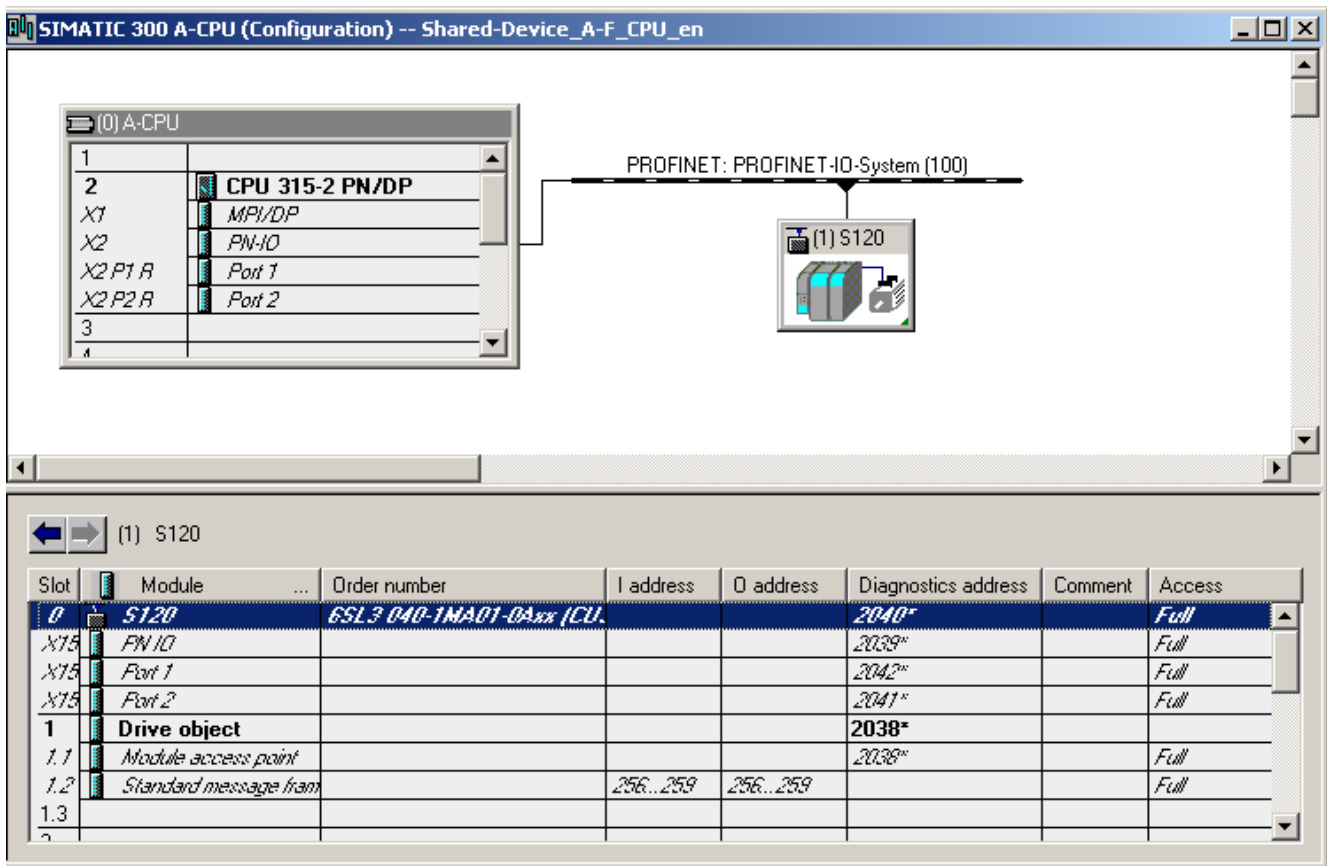 SIMATIC 300 A-CPU (Configuration) -- Shared-Device_A-F_CPU_en
(0) A-CPU
1
2 CPU 315-2 PN/DP
X1 MPI/DP
X2 PN-IO
X2 P1 R Port 1
X2 P2 R Port 2
3
PROFINET: PROFINET-IO-System (100)
(1) S120
(1) S120
Slot Module ... Order number I address O address Diagnostics address Comment Access
0 S120 6SL3 040-1MA01-0Axx (CU. 2040* Full
X15 PN IO 2039* Full
X15 Port 1 2042* Full
X15 Port 2 2041* Full
1 Drive object 2038*
1.1 Module access point 2038* Full
1.2 Standard message fram 256...259 256...259 Full
1.3